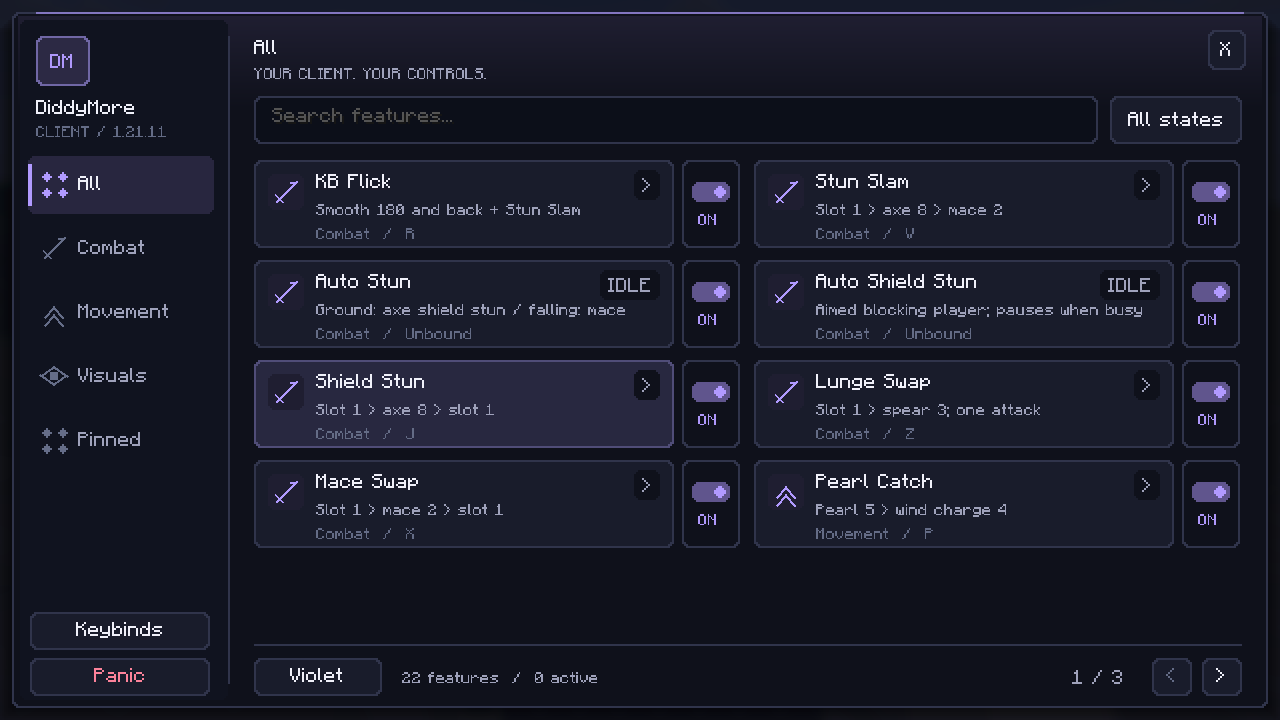 DM
DiddyMore
CLIENT / 1.21.11
All
Combat
Movement
Visuals
Pinned
Keybinds
Panic
All
YOUR CLIENT. YOUR CONTROLS.
X
Search features...
All states
KB Flick
Smooth 180 and back + Stun Slam
Combat / R
ON
Stun Slam
Slot 1 > axe 8 > mace 2
Combat / V
ON
Auto Stun
IDLE
Ground: axe shield stun / falling: mace
Combat / Unbound
ON
Auto Shield Stun
IDLE
Aimed blocking player; pauses when busy
Combat / Unbound
ON
Shield Stun
Slot 1 > axe 8 > slot 1
Combat / J
ON
Lunge Swap
Slot 1 > spear 3; one attack
Combat / Z
ON
Mace Swap
Slot 1 > mace 2 > slot 1
Combat / X
ON
Pearl Catch
Pearl 5 > wind charge 4
Movement / P
ON
Violet
22 features / 0 active
1 / 3
< >